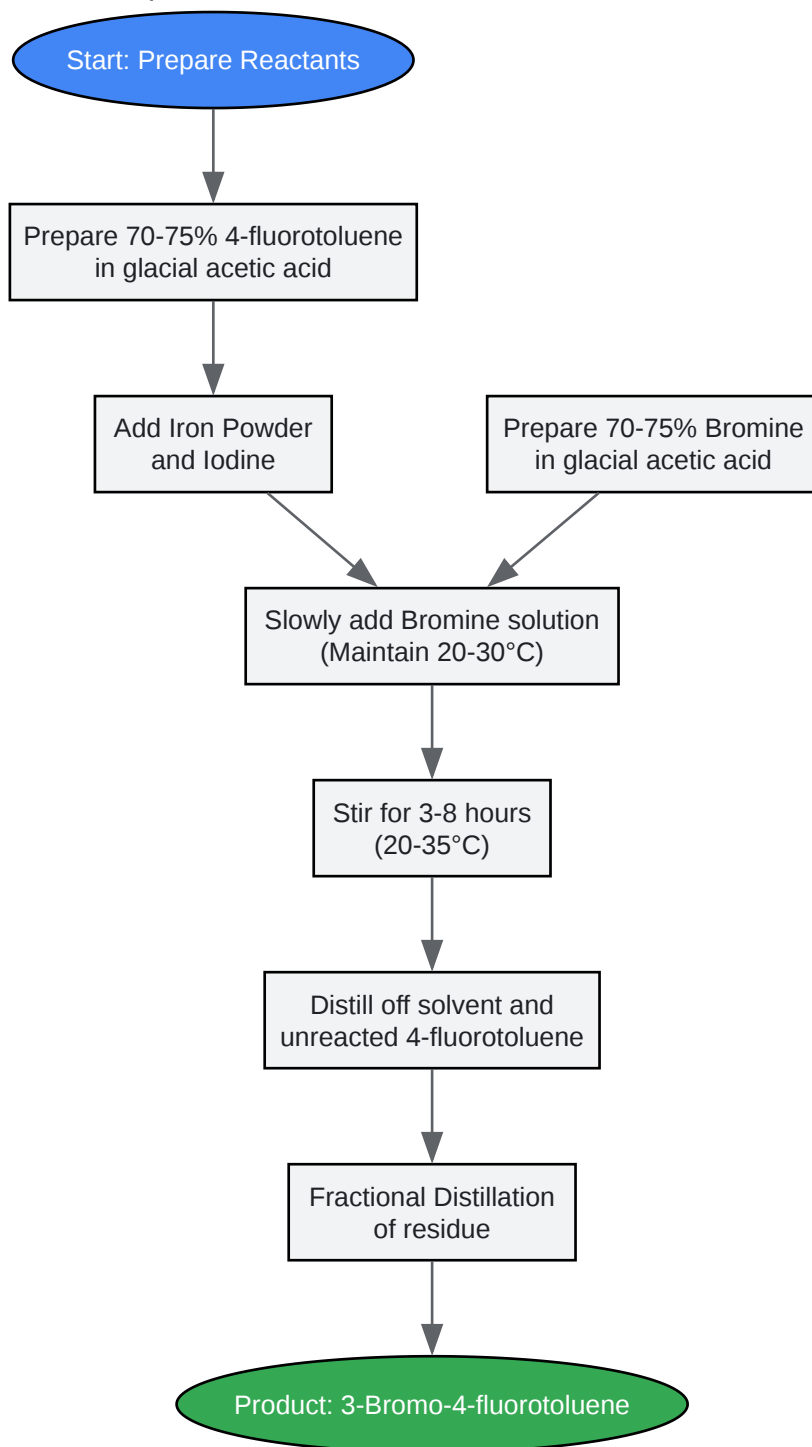 Start: Prepare Reactants
Prepare 70-75% 4-fluorotoluene
in glacial acetic acid
Add Iron Powder
and Iodine
Prepare 70-75% Bromine
in glacial acetic acid
Slowly add Bromine solution
(Maintain 20-30°C)
Stir for 3-8 hours
(20-35°C)
Distill off solvent and
unreacted 4-fluorotoluene
Fractional Distillation
of residue
Product: 3-Bromo-4-fluorotoluene